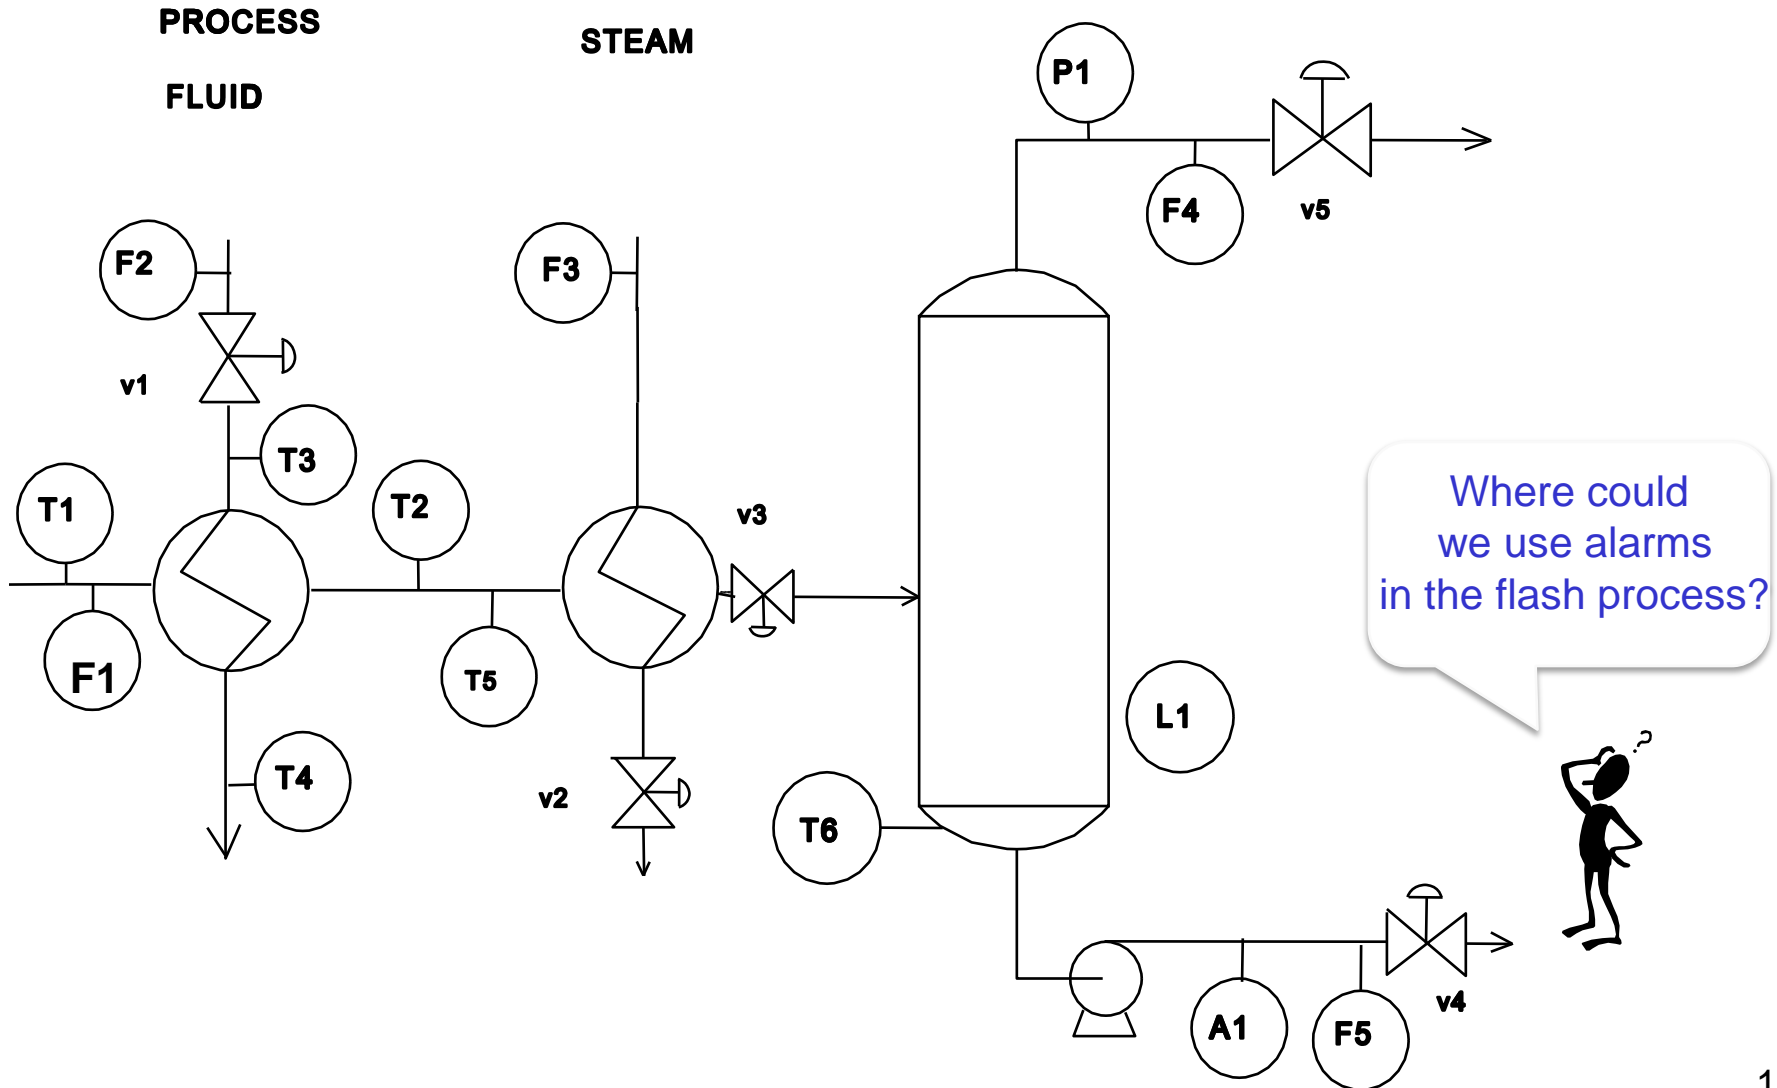 PROCESS
FLUID
STEAM
P1
F4
v5
F2
F3
v1
T3
T1
T2
v3
F1
T5
T4
v2
L1
T6
A1
F5
v4
Where could
we use alarms
in the flash process?
?
1